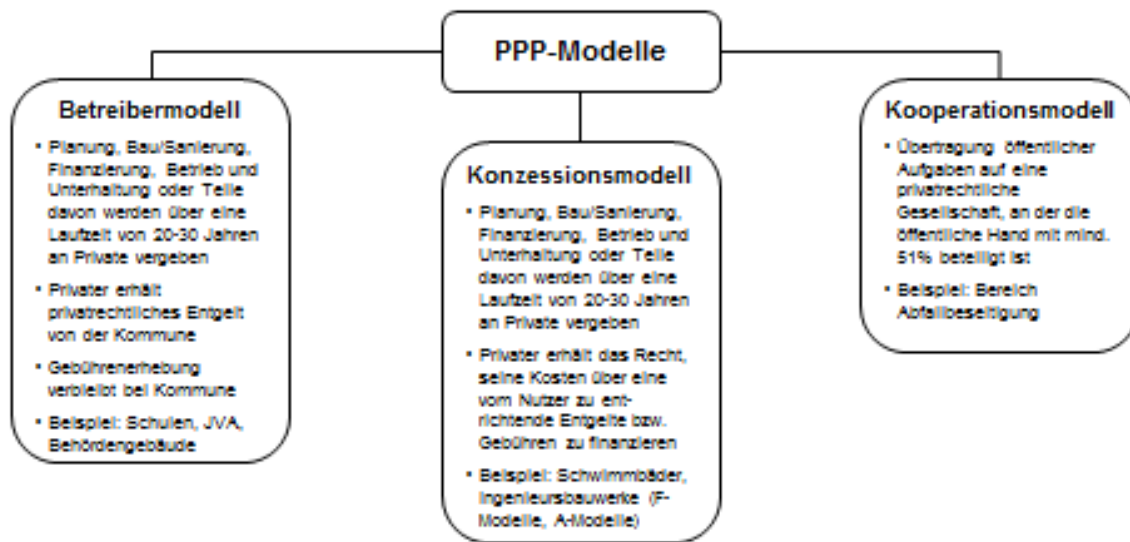 PPP-Modelle
Betreibermodell
▪ Planung, Bau/Sanierung,
Finanzierung, Betrieb und
Unterhaltung oder Teile
davon werden über eine
Laufzeit von 20-30 Jahren
an Private vergeben
▪ Privater erhält
privatrechtliches Entgelt
von der Kommune
▪ Gebührenerhebung
verbleibt bei Kommune
▪ Beispiel: Schulen, JVA,
Behördengebäude
Konzessionsmodell
▪ Planung, Bau/Sanierung,
Finanzierung, Betrieb und
Unterhaltung oder Teile
davon werden über eine
Laufzeit von 20-30 Jahren
an Private vergeben
▪ Privater erhält das Recht,
seine Kosten über eine
vom Nutzer zu ent-
richtende Entgelte bzw.
Gebühren zu finanzieren
▪ Beispiel: Schwimmbäder,
Ingenieursbauwerke (F-
Modelle, A-Modelle)
Kooperationsmodell
▪ Übertragung öffentlicher
Aufgaben auf eine
privatrechtliche
Gesellschaft, an der die
öffentliche Hand mit mind.
51% beteiligt ist
▪ Beispiel: Bereich
Abfallbeseitigung